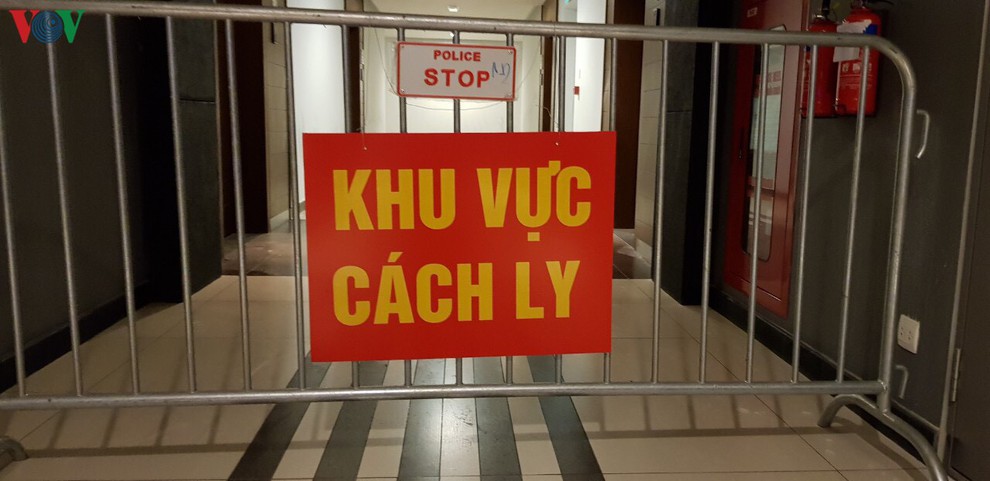 VOV
POLICE
STOP
KHU VỰC
CÁCH LY